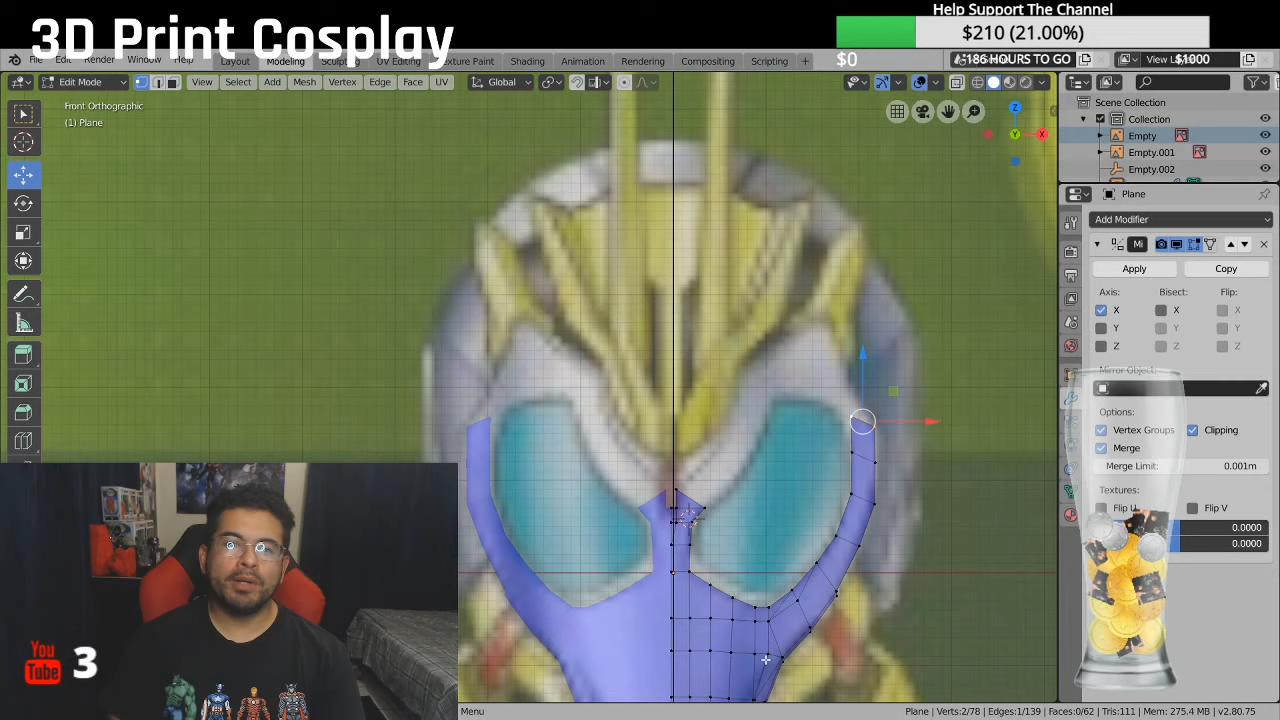 3D Print Cosplay
Help Support The Channel
$210 (21.00%)
$0
186 HOURS TO GO
$1000
File
Edit
Render
Window
Help
Layout
Modeling
Sculpting
UV Editing
Texture Paint
Shading
Animation
Rendering
Compositing
Scripting
+
View La
Edit Mode
View
Select
Add
Mesh
Vertex
Edge
Face
UV
Global
Front Orthographic
(1) Plane
Z
Y
X
Scene Collection
Collection
Empty
Empty.001
Empty.002
Plane
Add Modifier
Mi
Apply
Copy
Axis:
Bisect:
Flip:
X
X
X
Y
Y
Y
Z
Z
Z
Mirror Object:
Options:
Vertex Groups
Clipping
Merge
Merge Limit:
0.001m
Textures:
Flip U
Flip V
0.0000
0.0000
You
Tube
3
Menu
Plane | Verts:2/78 | Edges:1/139 | Faces:0/62 | Tris:111 | Mem: 275.4 MB | v2.80.75